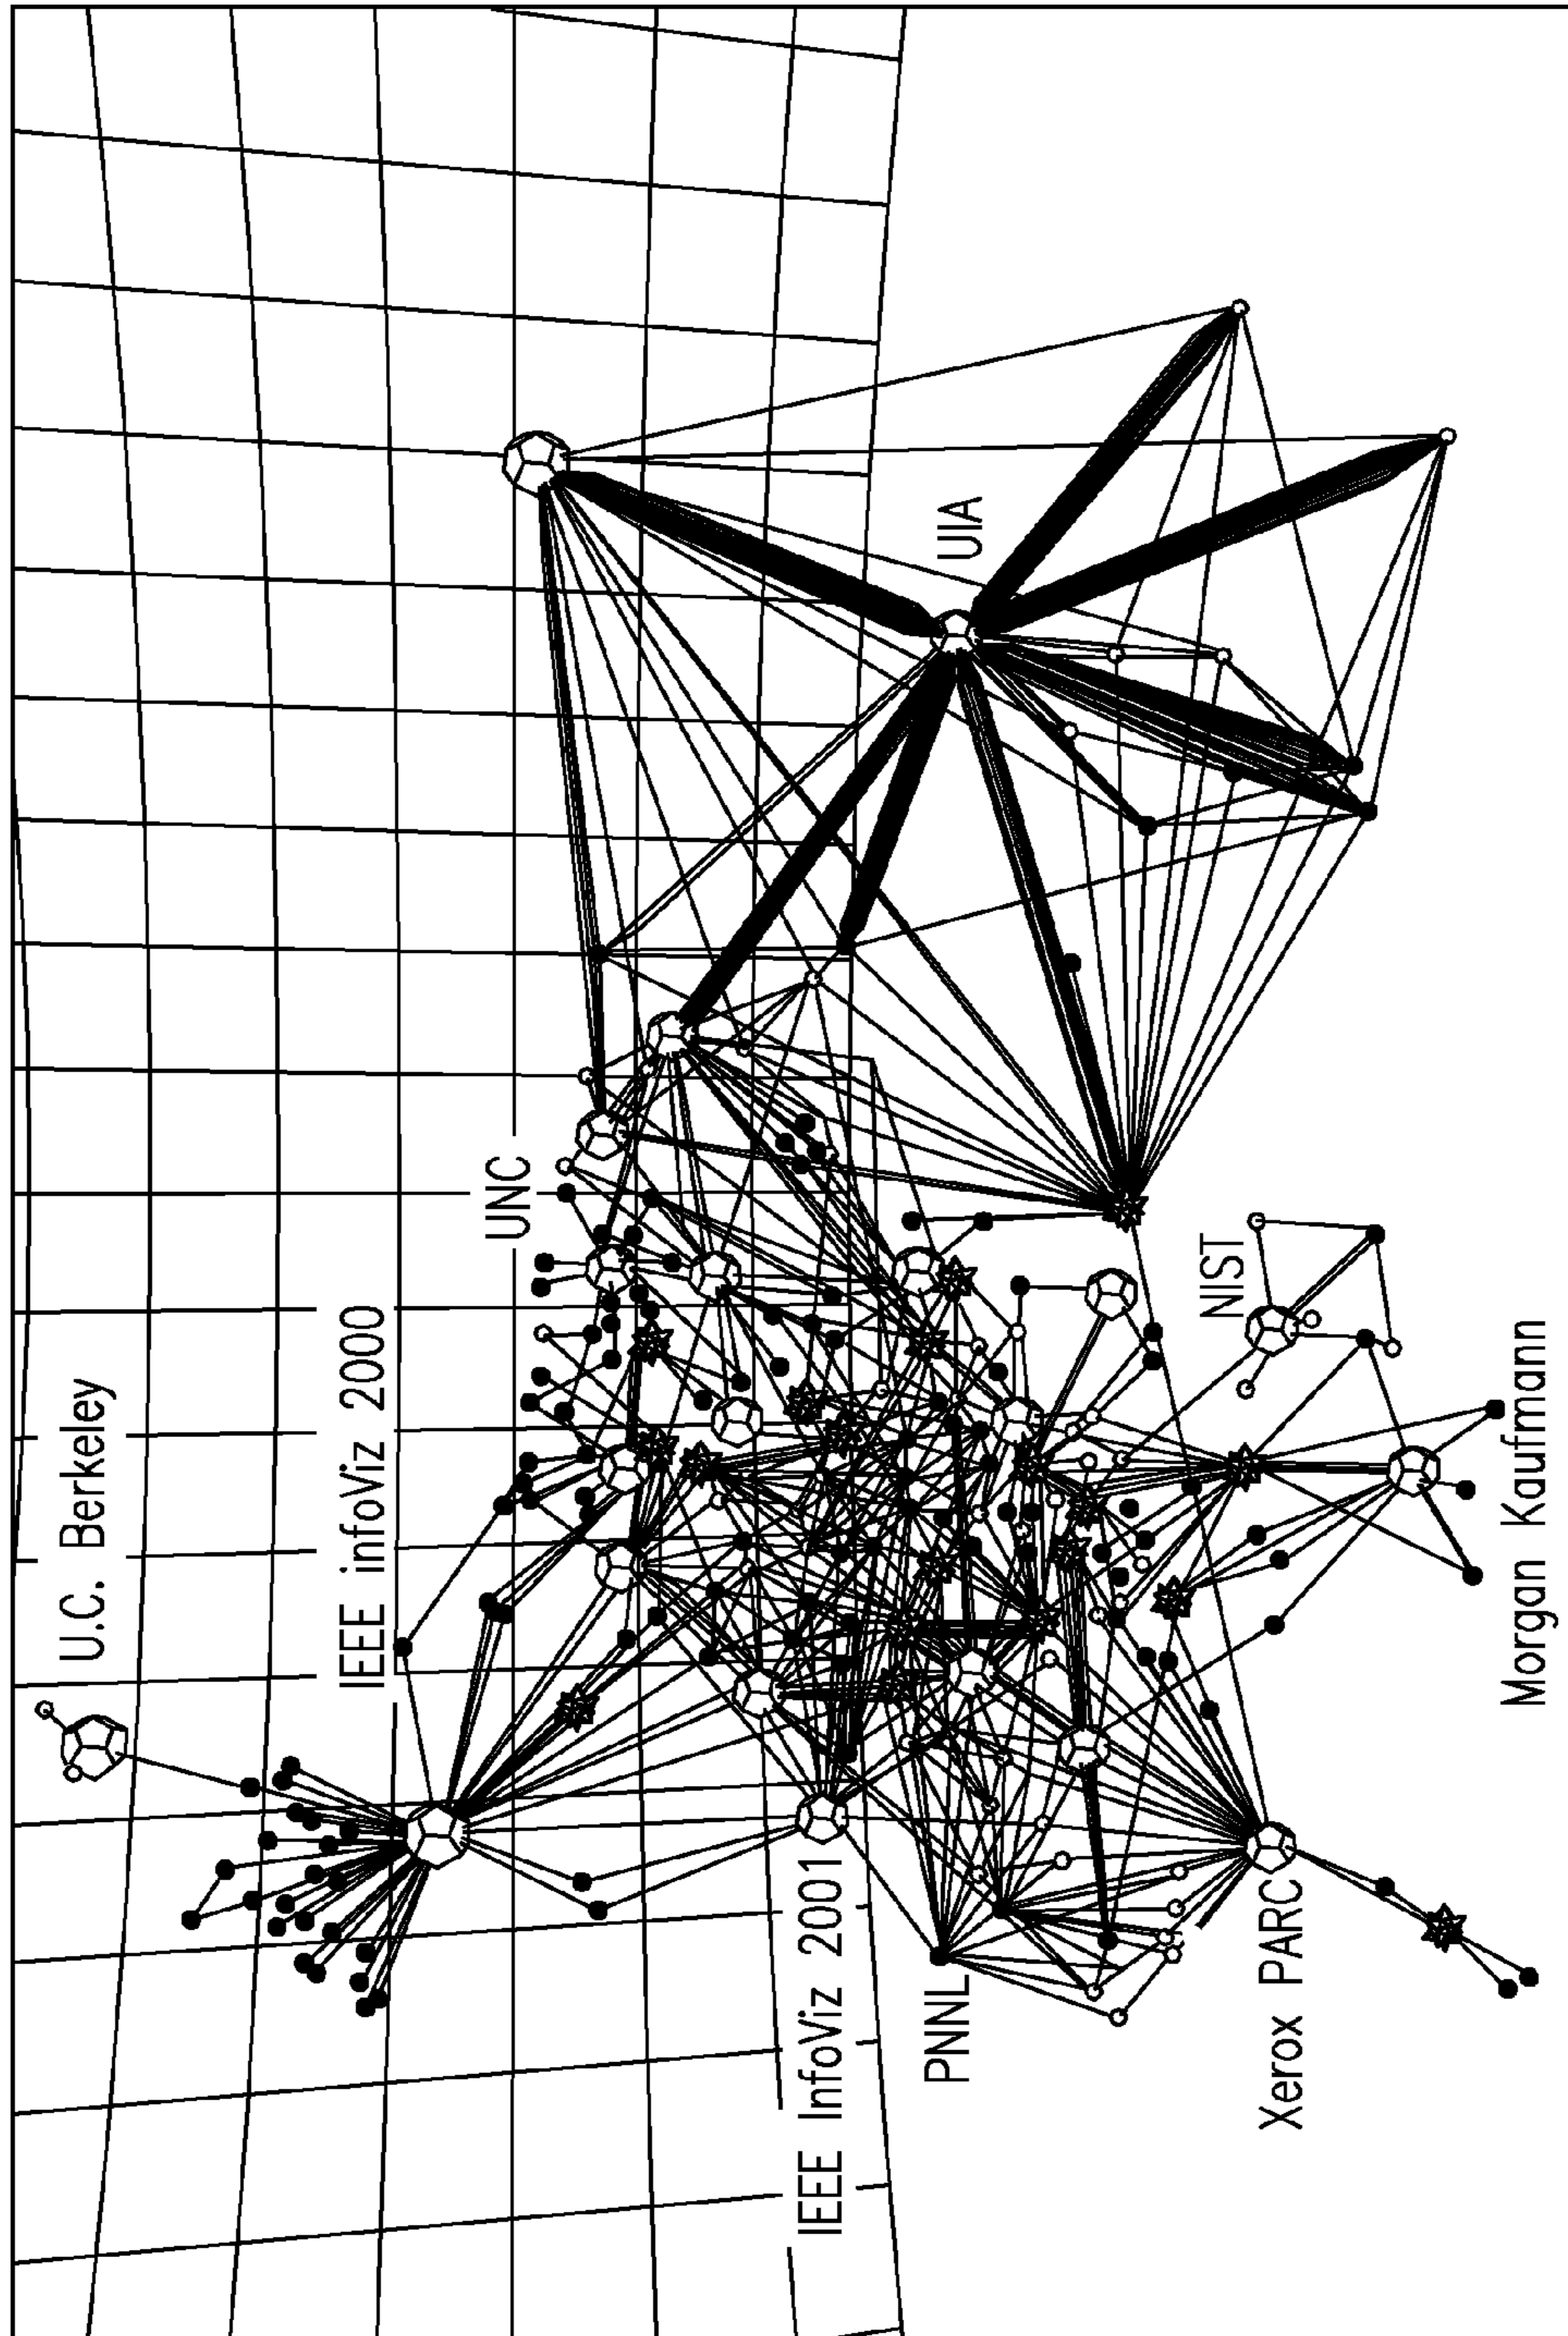 U.C. Berkeley
IEEE infoViz 2000
UNC
IEEE InfoViz 2001
UIA
PNNL
NIST
Xerox PARC
Morgan Kaufmann